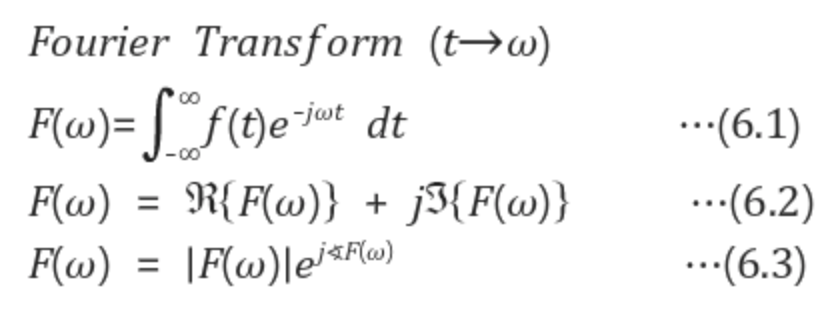 Fourier Transform (t→ω)
F(ω)=∫_{-∞}^{∞} f(t)e^{-jωt} dt ⋯(6.1)
F(ω) = ℜ{F(ω)} + jℑ{F(ω)} ⋯(6.2)
F(ω) = |F(ω)|e^{j∢F(ω)} ⋯(6.3)